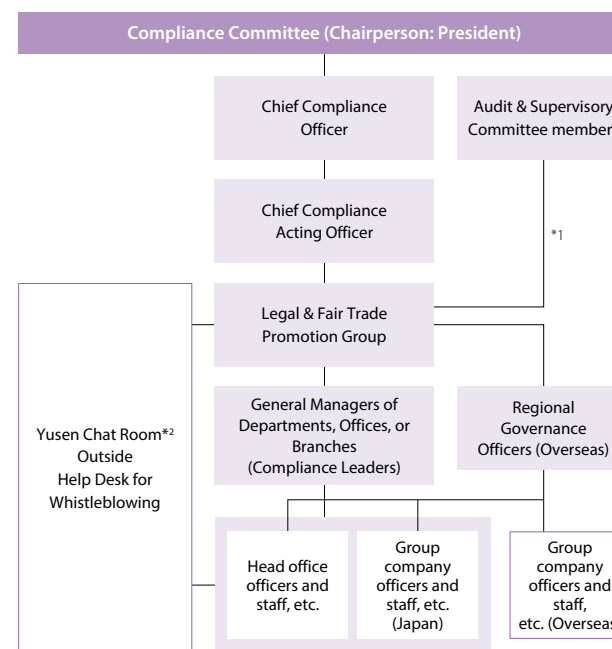 Compliance Committee (Chairperson: President)
Chief Compliance
Officer
Audit & Supervisory
Committee member
Chief Compliance
Acting Officer
*1
Legal & Fair Trade
Promotion Group
Yusen Chat Room*2
Outside
Help Desk for
Whistleblowing
General Managers of
Departments, Offices, or
Branches
(Compliance Leaders)
Regional
Governance
Officers (Overseas)
Head office
officers and
staff, etc.
Group
company
officers and
staff, etc.
(Japan)
Group
company
officers and
staff,
etc. (Overseas